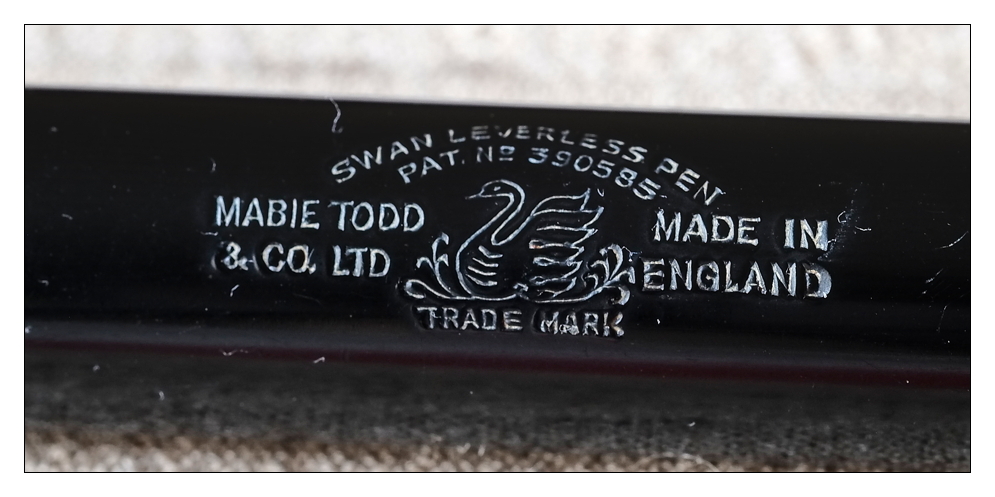 SWAN LEVERLESS PEN
PAT. Nº 390585
MABIE TODD
& CO. LTD
MADE IN
ENGLAND
TRADE MARK